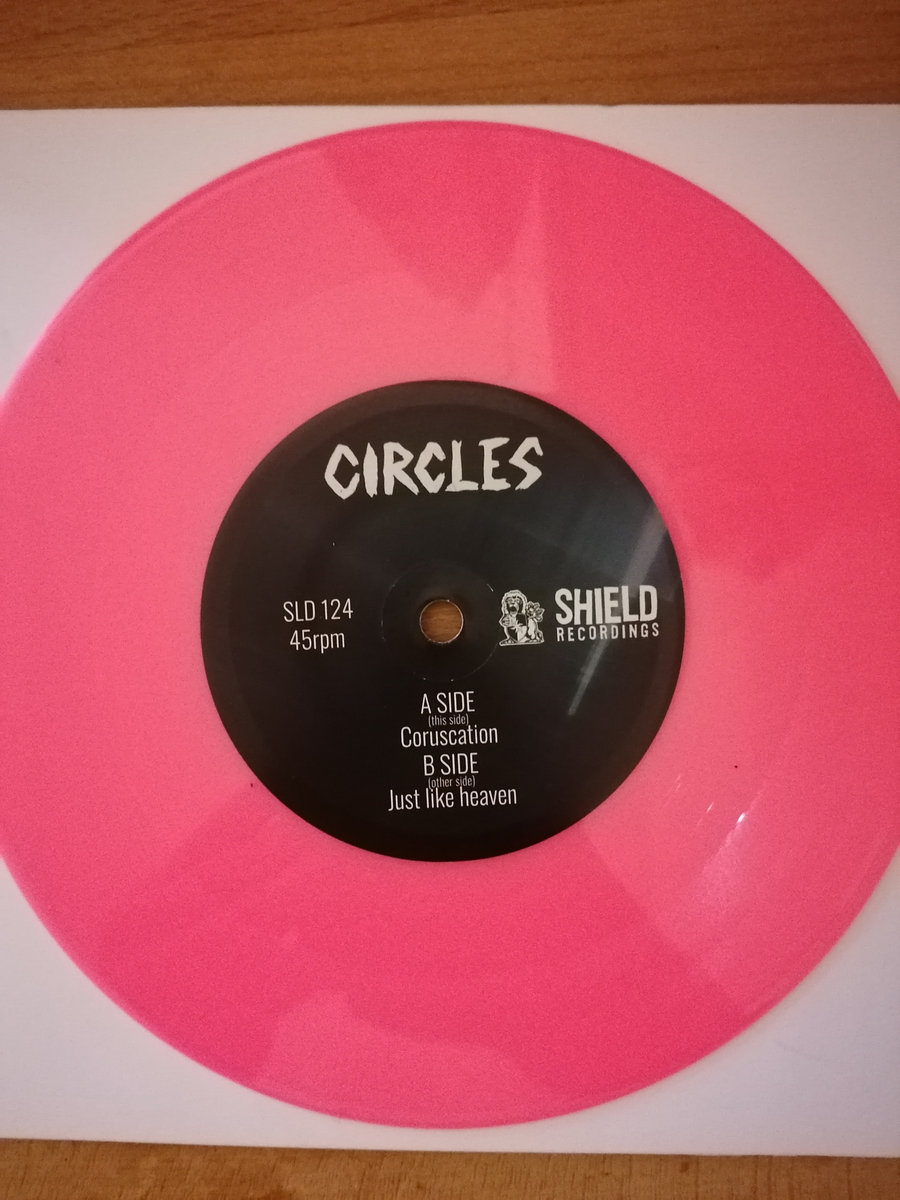 CIRCLES
SLD 124
45rpm
SHIELD
RECORDINGS
A SIDE
(this side)
Coruscation
B SIDE
(other side)
Just like heaven